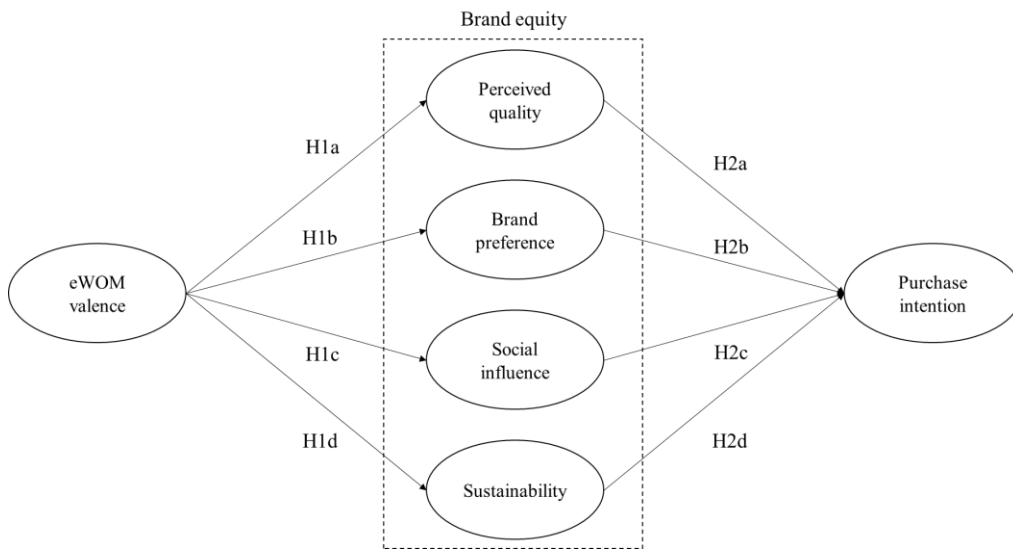 Brand equity
Perceived
quality
H1a
H2a
Brand
preference
H1b
H2b
eWOM
valence
Purchase
intention
Social
influence
H1c
H2c
H1d
H2d
Sustainability